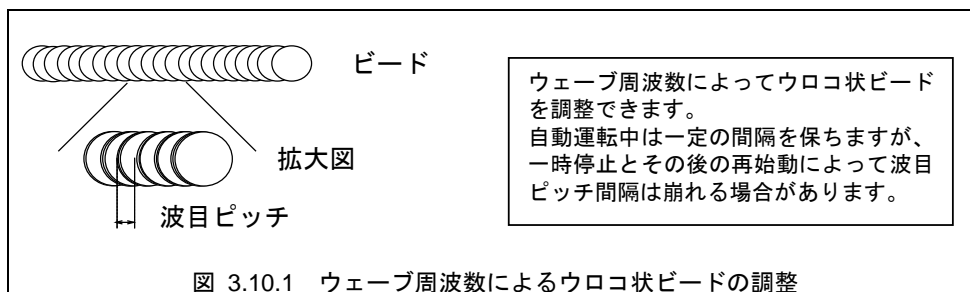 ビード
拡大図
波目ピッチ
ウェーブ周波数によってウロコ状ビード
を調整できます。
自動運転中は一定の間隔を保ちますが、
一時停止とその後の再始動によって波目
ピッチ間隔は崩れる場合があります。
図 3.10.1 ウェーブ周波数によるウロコ状ビードの調整